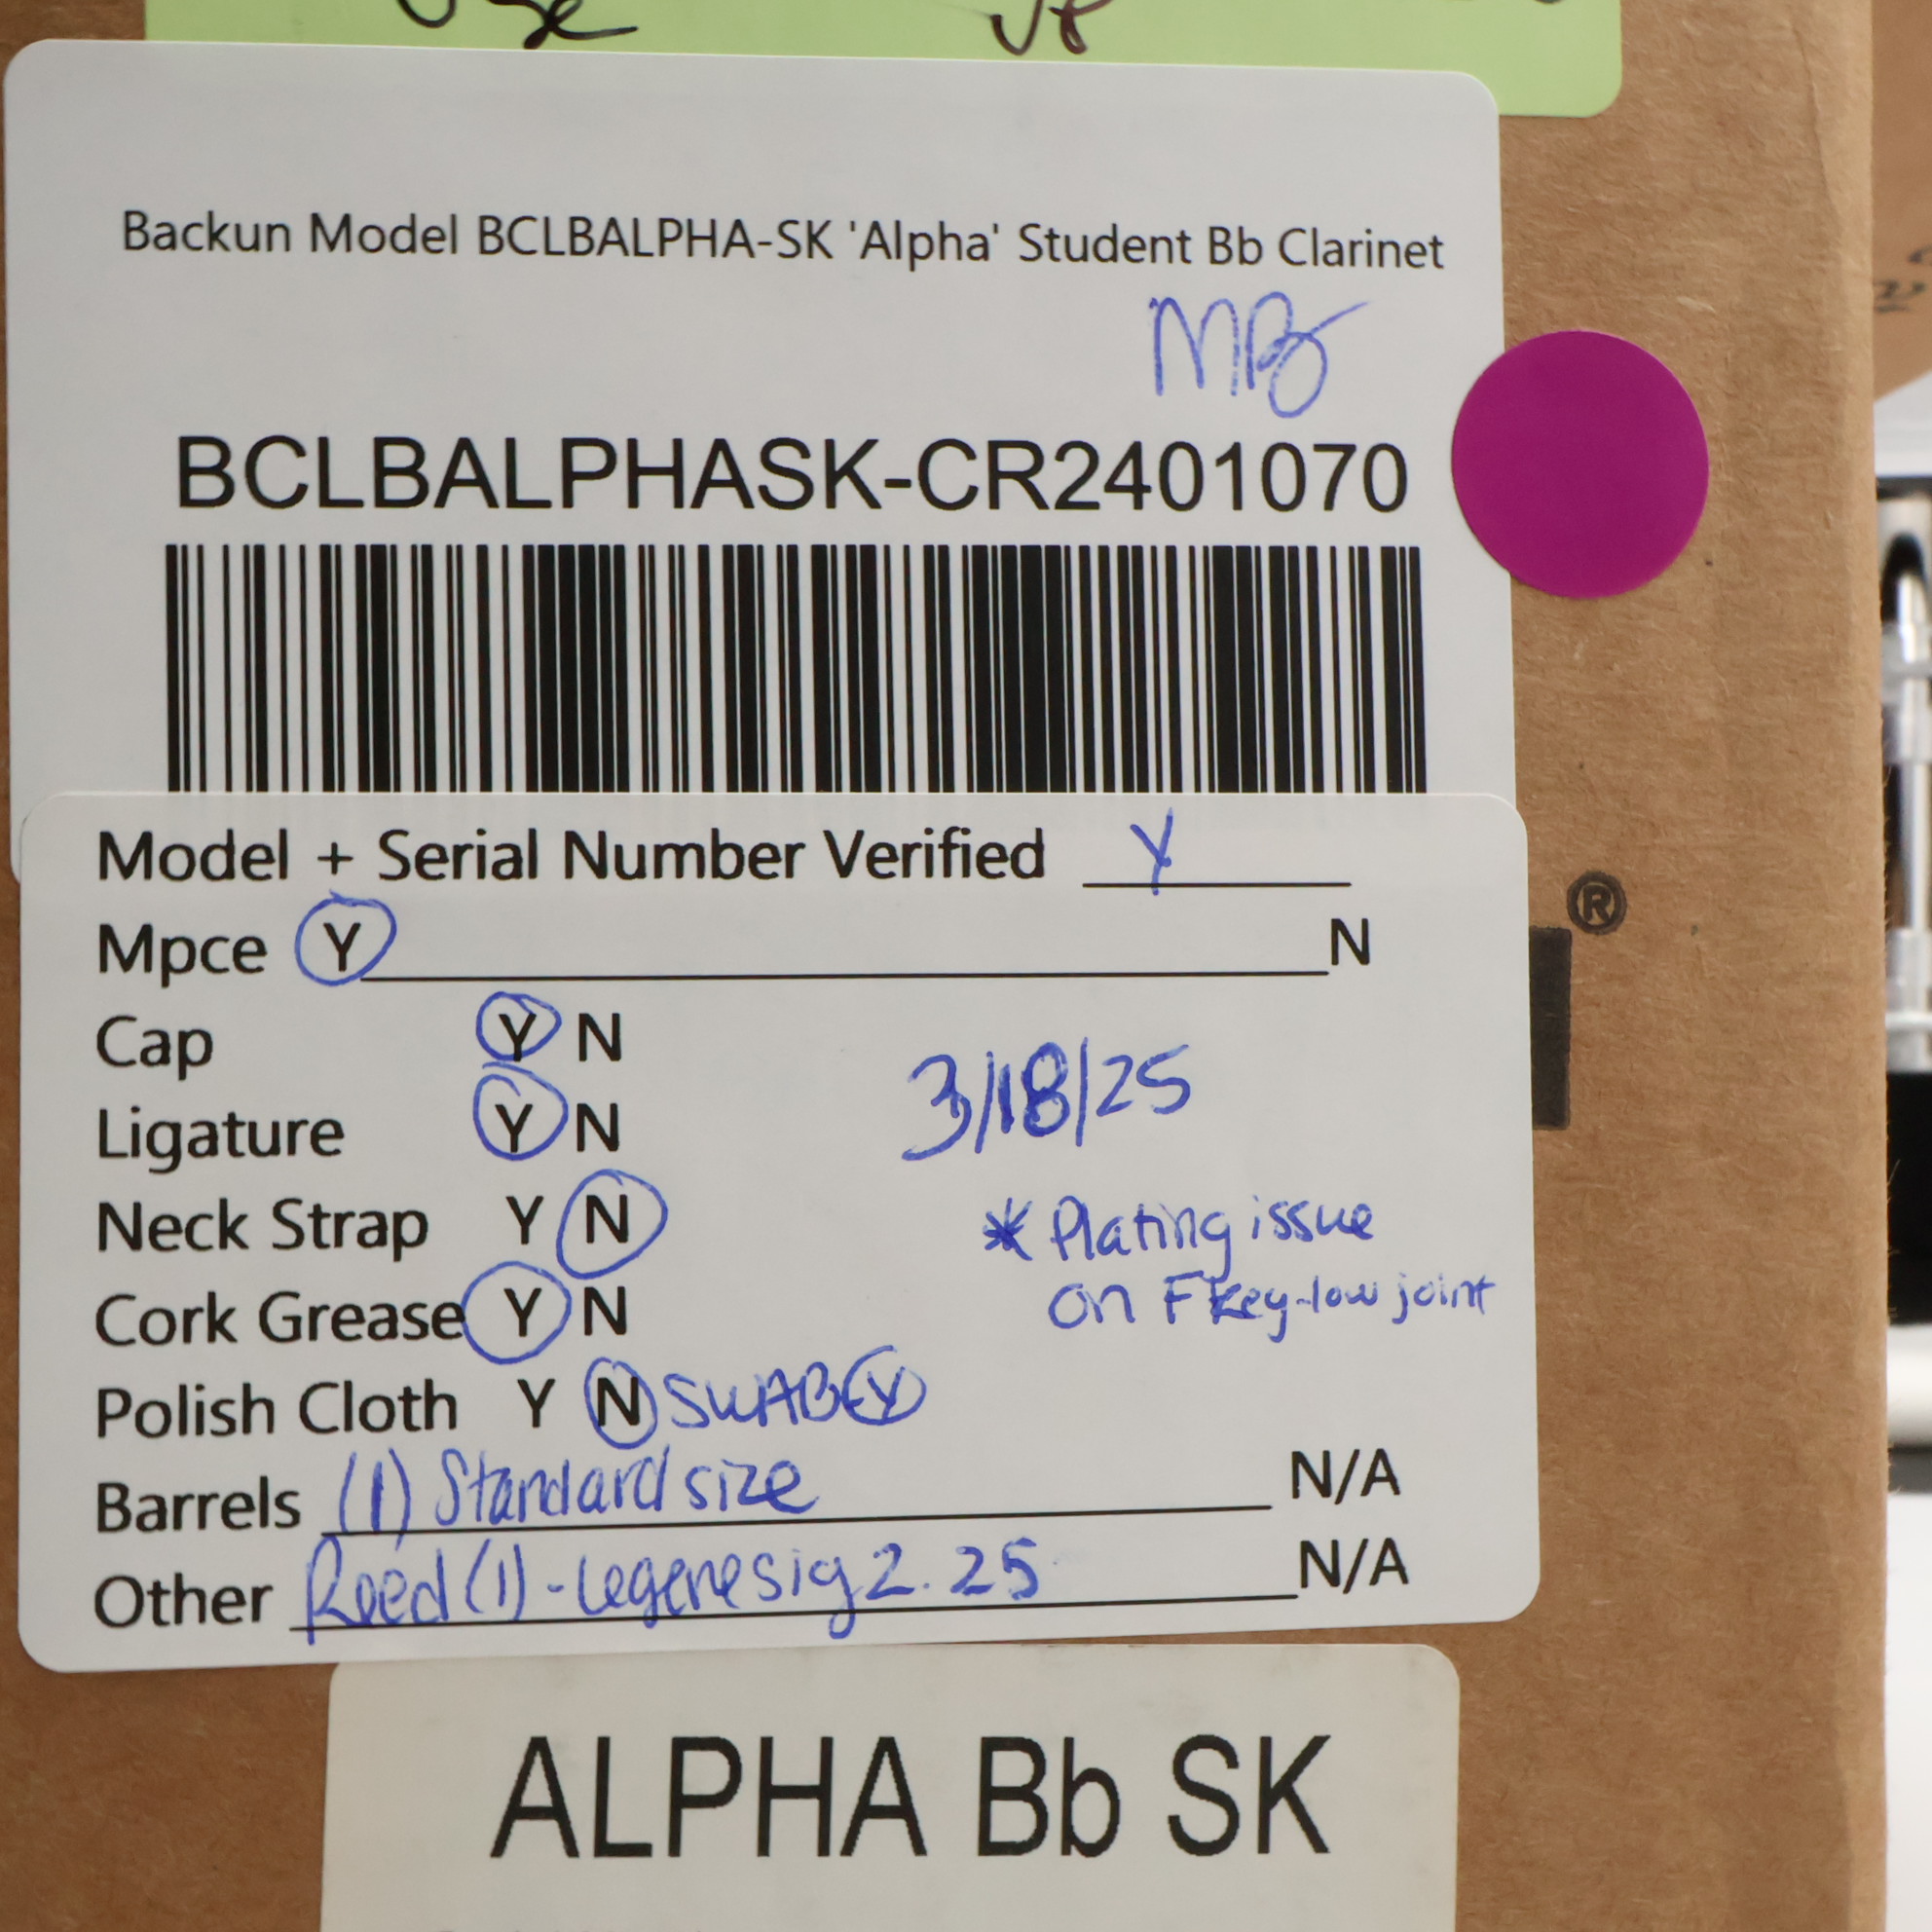 Backun Model BCLBALPHA-SK 'Alpha' Student Bb Clarinet
MB
BCLBALPHASK-CR2401070
Model + Serial Number Verified Y
Mpce Y N
Cap Y N
Ligature Y N
3/18/25
Neck Strap Y N
* Plating issue
on F key-low joint
Cork Grease Y N
Polish Cloth Y N SWAB Y
Barrels (1) Standard size N/A
Other Reed (1) - Legere sig 2.25 N/A
®
ALPHA Bb SK